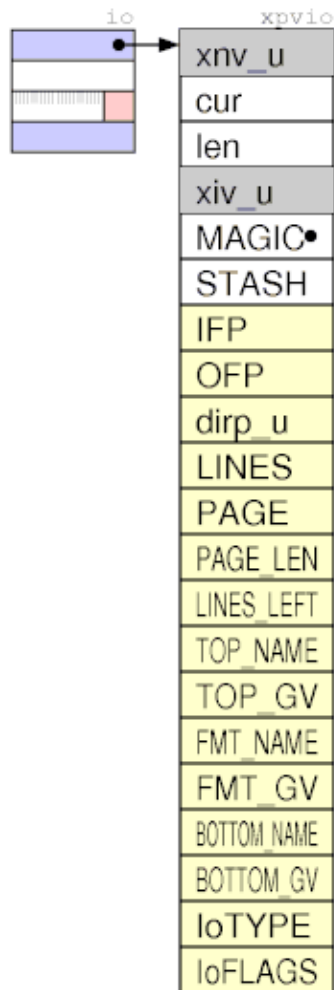 io
xpvio
xnv_u
cur
len
xiv_u
MAGIC
STASH
IFP
OFP
dirp_u
LINES
PAGE
PAGE_LEN
LINES_LEFT
TOP_NAME
TOP_GV
FMT_NAME
FMT_GV
BOTTOM_NAME
BOTTOM_GV
IoTYPE
IoFLAGS